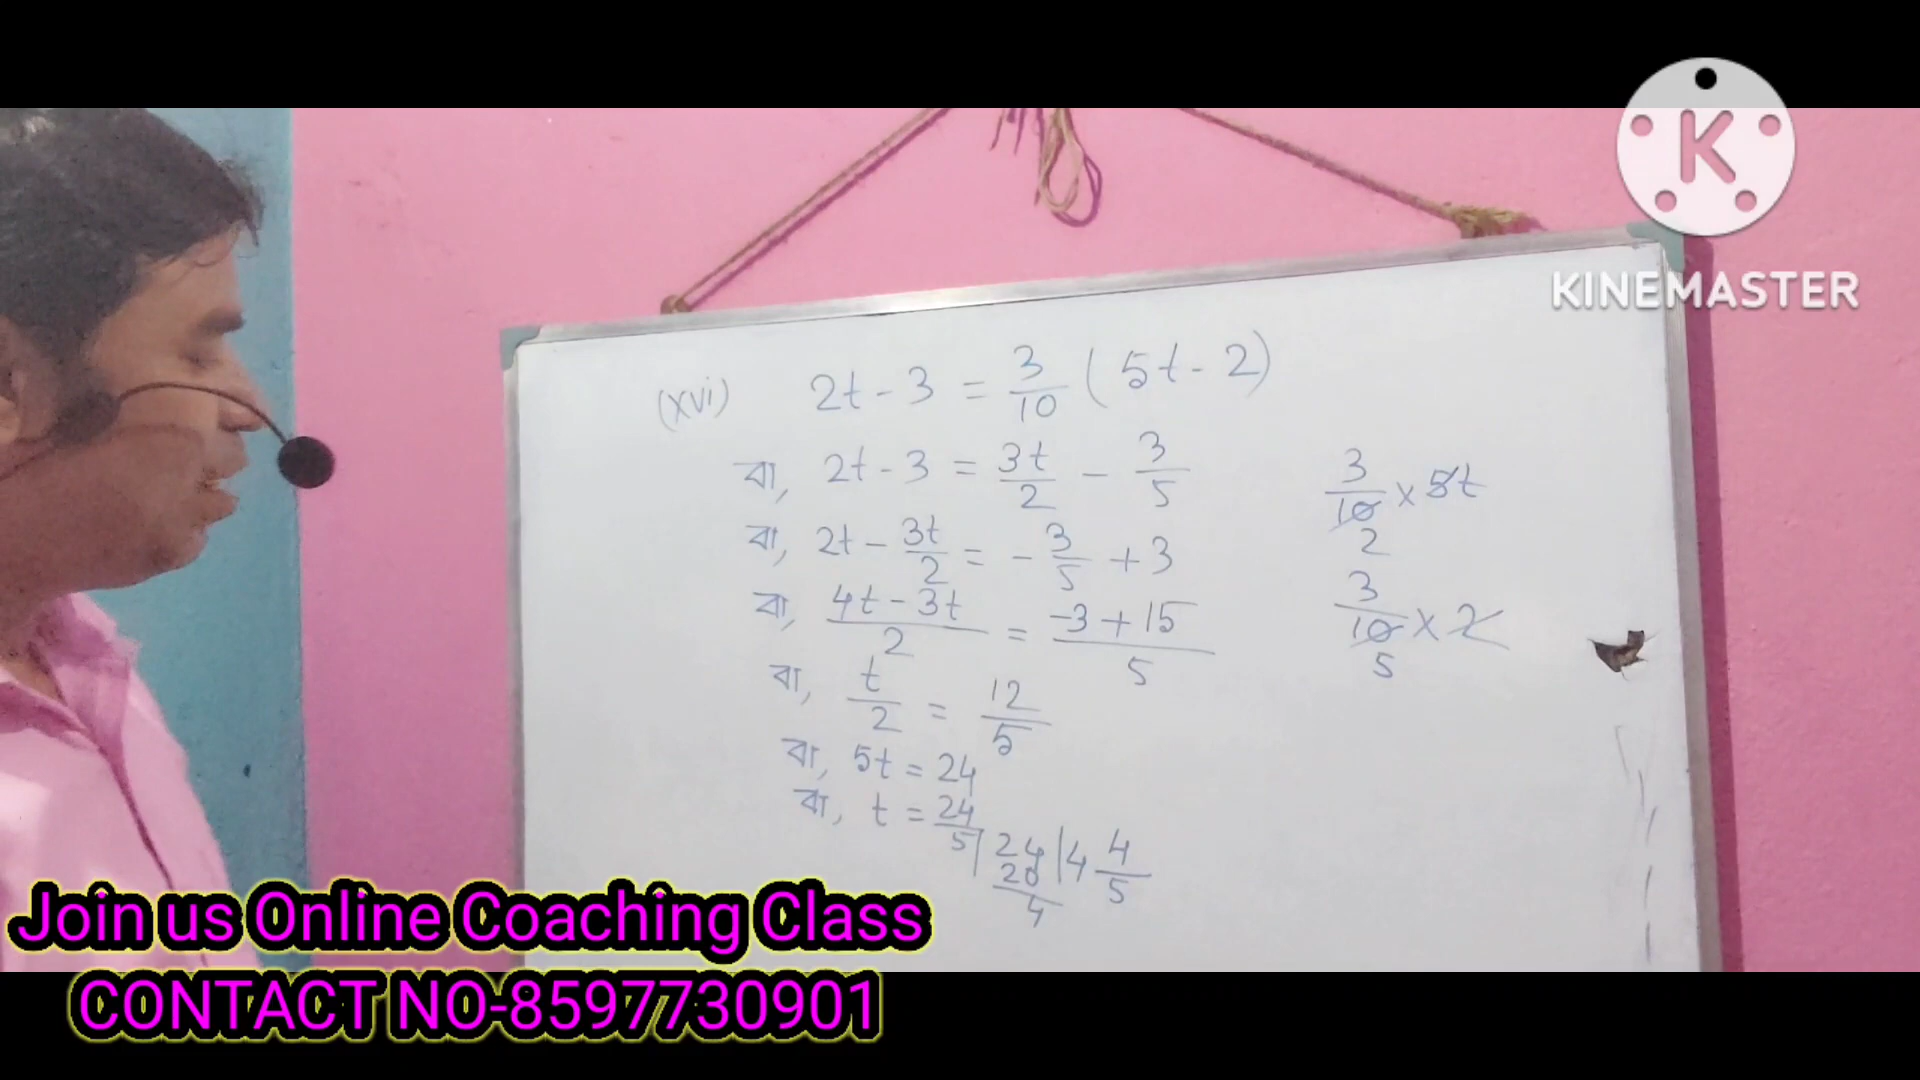 K
KINEMASTER
(xvi) 2t - 3 = 3/10 (5t - 2)
বা, 2t - 3 = 3t/2 - 3/5
বা, 2t - 3t/2 = - 3/5 + 3
বা, 4t - 3t/2 = -3 + 15/5
বা, t/2 = 12/5
বা, 5t = 24
বা, t = 24/5
24 | 4 4/5
20
4
3/10 x 5t
2
3/10 x 2
5
Join us Online Coaching Class
CONTACT NO-8597730901